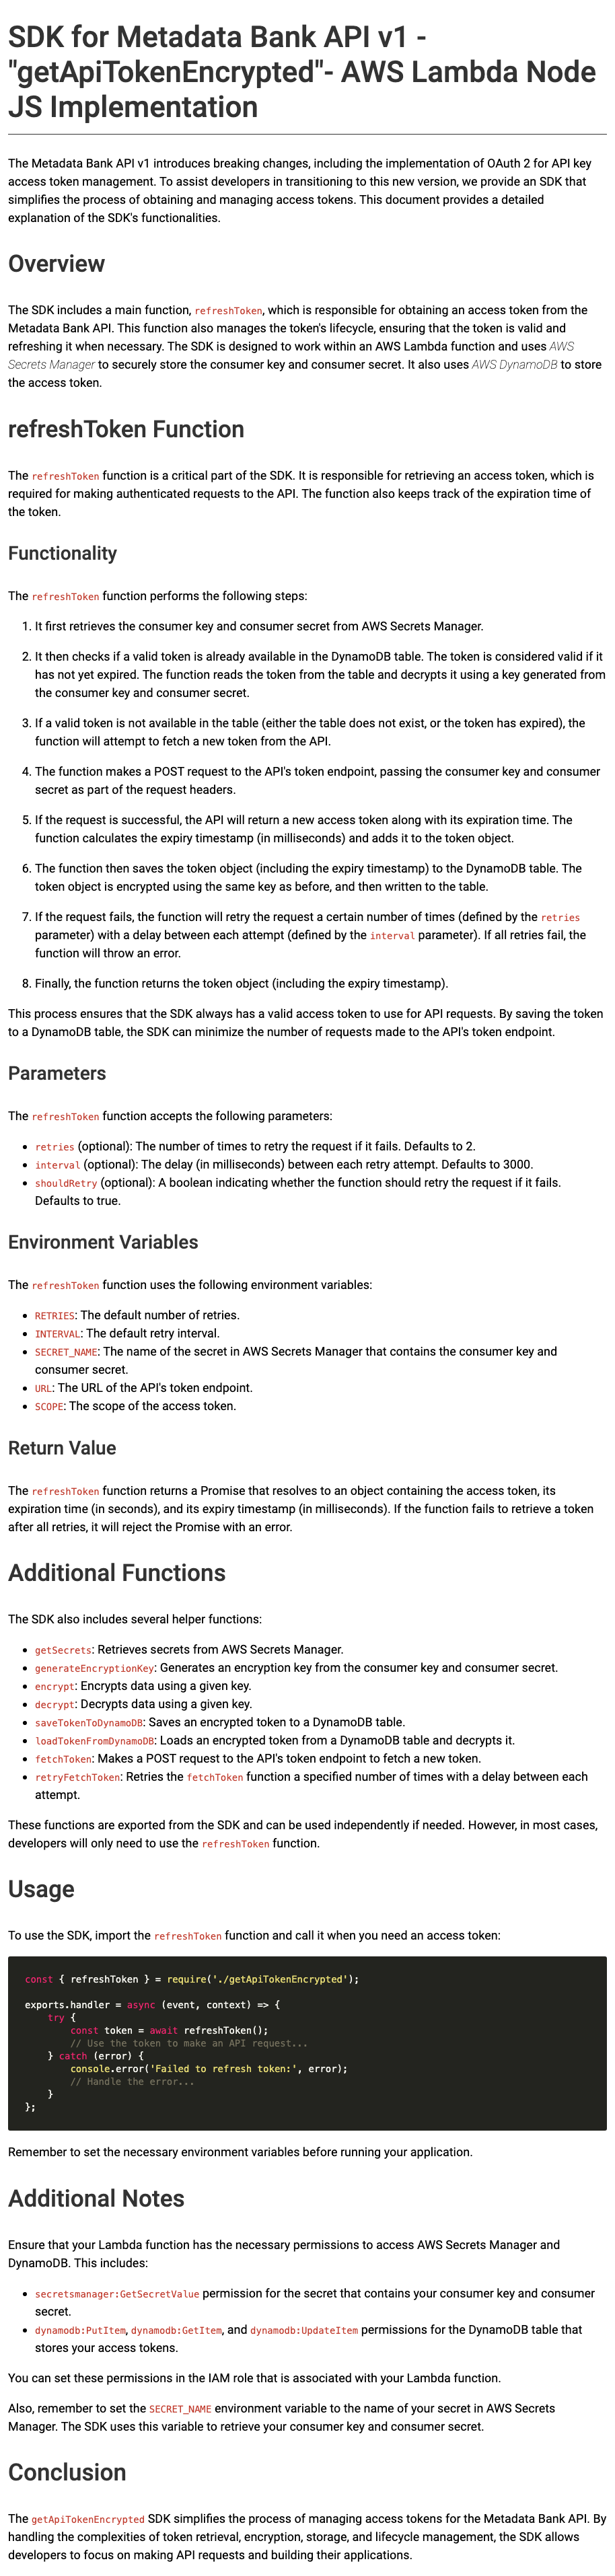 SDK for Metadata Bank API v1 -
"getApiTokenEncrypted"- AWS Lambda Node
JS Implementation
The Metadata Bank API v1 introduces breaking changes, including the implementation of OAuth 2 for API key
access token management. To assist developers in transitioning to this new version, we provide an SDK that
simplifies the process of obtaining and managing access tokens. This document provides a detailed
explanation of the SDK's functionalities.
Overview
The SDK includes a main function, refreshToken, which is responsible for obtaining an access token from the
Metadata Bank API. This function also manages the token's lifecycle, ensuring that the token is valid and
refreshing it when necessary. The SDK is designed to work within an AWS Lambda function and uses AWS
Secrets Manager to securely store the consumer key and consumer secret. It also uses AWS DynamoDB to store
the access token.
refreshToken Function
The refreshToken function is a critical part of the SDK. It is responsible for retrieving an access token, which is
required for making authenticated requests to the API. The function also keeps track of the expiration time of
the token.
Functionality
The refreshToken function performs the following steps:
1. It first retrieves the consumer key and consumer secret from AWS Secrets Manager.
2. It then checks if a valid token is already available in the DynamoDB table. The token is considered valid if it
has not yet expired. The function reads the token from the table and decrypts it using a key generated from
the consumer key and consumer secret.
3. If a valid token is not available in the table (either the table does not exist, or the token has expired), the
function will attempt to fetch a new token from the API.
4. The function makes a POST request to the API's token endpoint, passing the consumer key and consumer
secret as part of the request headers.
5. If the request is successful, the API will return a new access token along with its expiration time. The
function calculates the expiry timestamp (in milliseconds) and adds it to the token object.
6. The function then saves the token object (including the expiry timestamp) to the DynamoDB table. The
token object is encrypted using the same key as before, and then written to the table.
7. If the request fails, the function will retry the request a certain number of times (defined by the retries
parameter) with a delay between each attempt (defined by the interval parameter). If all retries fail, the
function will throw an error.
8. Finally, the function returns the token object (including the expiry timestamp).
This process ensures that the SDK always has a valid access token to use for API requests. By saving the token
to a DynamoDB table, the SDK can minimize the number of requests made to the API's token endpoint.
Parameters
The refreshToken function accepts the following parameters:
• retries (optional): The number of times to retry the request if it fails. Defaults to 2.
• interval (optional): The delay (in milliseconds) between each retry attempt. Defaults to 3000.
• shouldRetry (optional): A boolean indicating whether the function should retry the request if it fails.
Defaults to true.
Environment Variables
The refreshToken function uses the following environment variables:
• RETRIES: The default number of retries.
• INTERVAL: The default retry interval.
• SECRET_NAME: The name of the secret in AWS Secrets Manager that contains the consumer key and
consumer secret.
• URL: The URL of the API's token endpoint.
• SCOPE: The scope of the access token.
Return Value
The refreshToken function returns a Promise that resolves to an object containing the access token, its
expiration time (in seconds), and its expiry timestamp (in milliseconds). If the function fails to retrieve a token
after all retries, it will reject the Promise with an error.
Additional Functions
The SDK also includes several helper functions:
• getSecrets: Retrieves secrets from AWS Secrets Manager.
• generateEncryptionKey: Generates an encryption key from the consumer key and consumer secret.
• encrypt: Encrypts data using a given key.
• decrypt: Decrypts data using a given key.
• saveTokenToDynamoDB: Saves an encrypted token to a DynamoDB table.
• loadTokenFromDynamoDB: Loads an encrypted token from a DynamoDB table and decrypts it.
• fetchToken: Makes a POST request to the API's token endpoint to fetch a new token.
• retryFetchToken: Retries the fetchToken function a specified number of times with a delay between each
attempt.
These functions are exported from the SDK and can be used independently if needed. However, in most cases,
developers will only need to use the refreshToken function.
Usage
To use the SDK, import the refreshToken function and call it when you need an access token:
const { refreshToken } = require('./getApiTokenEncrypted');
exports.handler = async (event, context) => {
try {
const token = await refreshToken();
// Use the token to make an API request...
} catch (error) {
console.error('Failed to refresh token:', error);
// Handle the error...
}
};
Remember to set the necessary environment variables before running your application.
Additional Notes
Ensure that your Lambda function has the necessary permissions to access AWS Secrets Manager and
DynamoDB. This includes:
• secretsmanager:GetSecretValue permission for the secret that contains your consumer key and consumer
secret.
• dynamodb:PutItem, dynamodb:GetItem, and dynamodb:UpdateItem permissions for the DynamoDB table that
stores your access tokens.
You can set these permissions in the IAM role that is associated with your Lambda function.
Also, remember to set the SECRET_NAME environment variable to the name of your secret in AWS Secrets
Manager. The SDK uses this variable to retrieve your consumer key and consumer secret.
Conclusion
The getApiTokenEncrypted SDK simplifies the process of managing access tokens for the Metadata Bank API. By
handling the complexities of token retrieval, encryption, storage, and lifecycle management, the SDK allows
developers to focus on making API requests and building their applications.